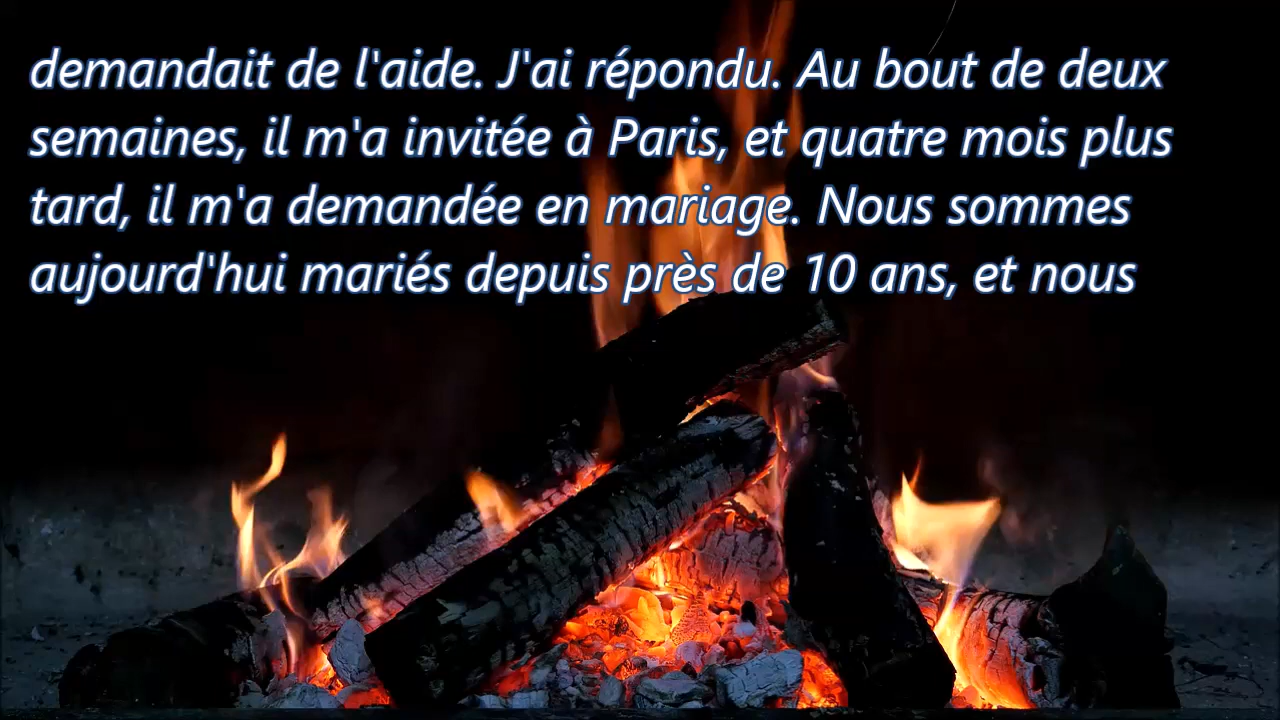 demandait de l'aide. J'ai répondu. Au bout de deux
semaines, il m'a invitée à Paris, et quatre mois plus
tard, il m'a demandée en mariage. Nous sommes
aujourd'hui mariés depuis près de 10 ans, et nous